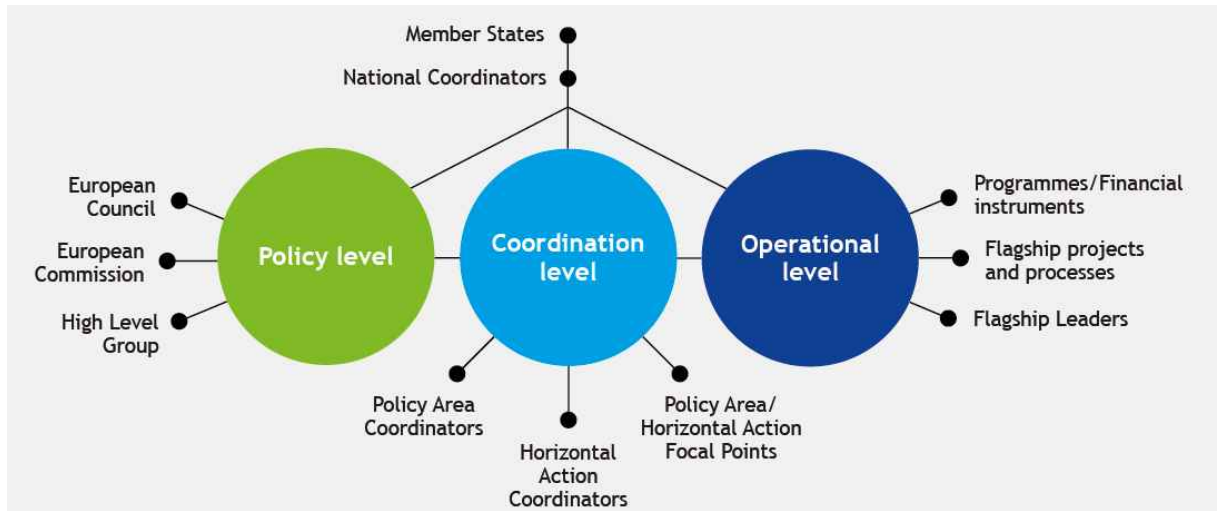 Member States
National Coordinators
European
Council
European
Commission
High Level
Group
Policy level
Coordination
level
Operational
level
Programmes/Financial
instruments
Flagship projects
and processes
Flagship Leaders
Policy Area
Coordinators
Horizontal
Action
Coordinators
Policy Area/
Horizontal Action
Focal Points